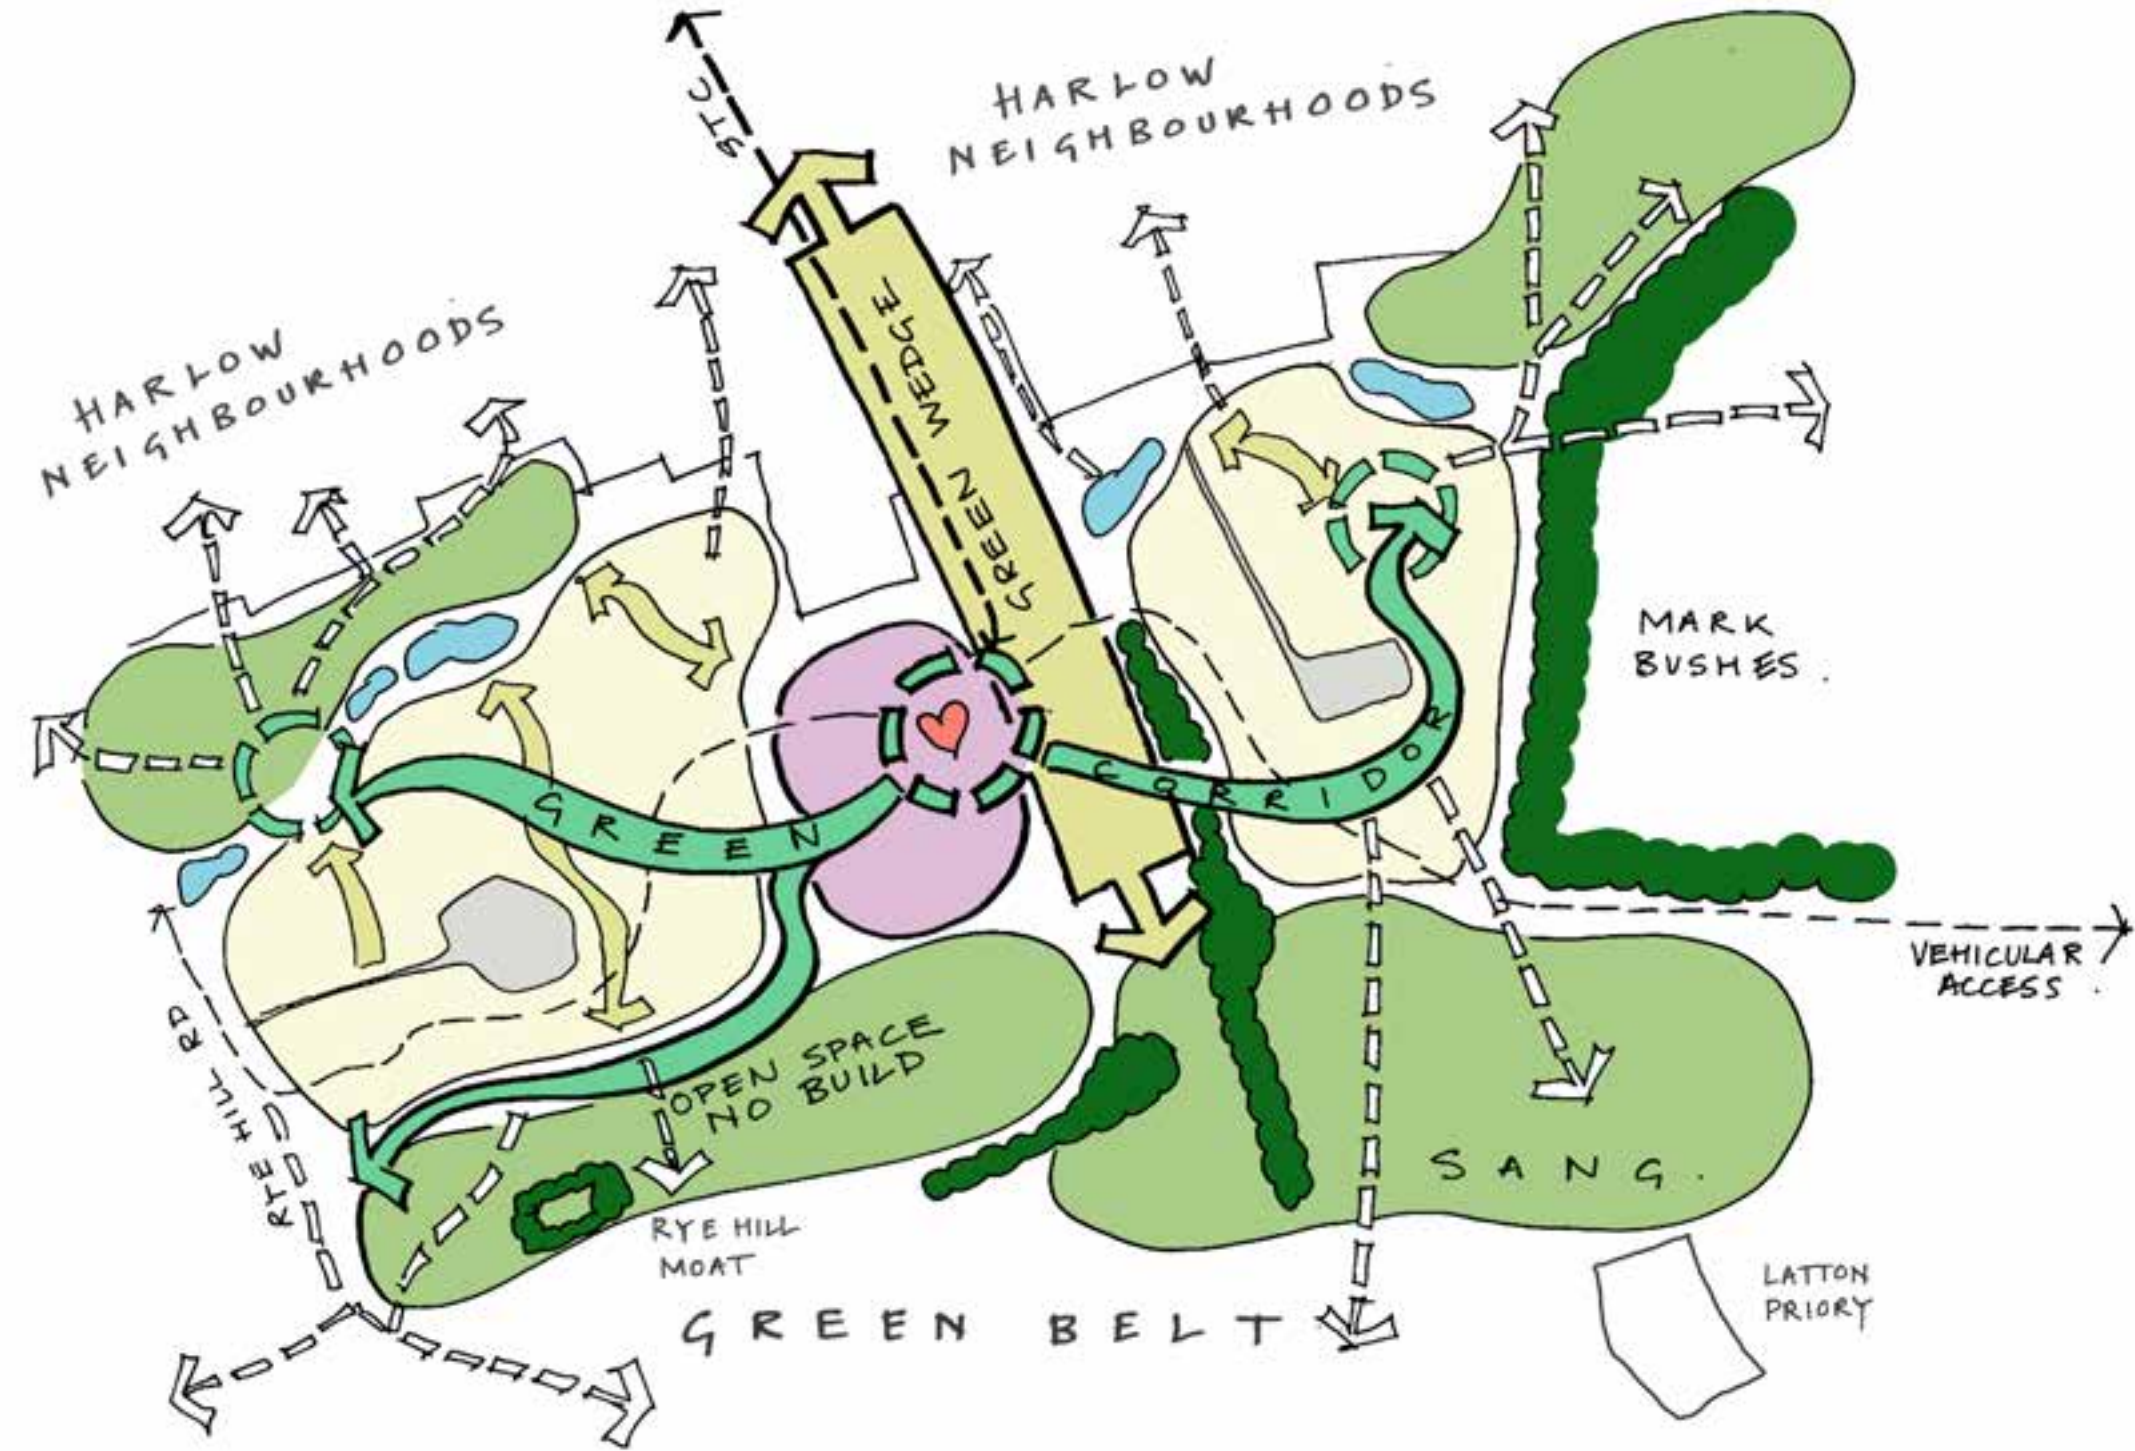 STC
HARLOW
NEIGHBOURHOODS
HARLOW
NEIGHBOURHOODS
GREEN WEDGE
MARK
BUSHES.
GREEN CORRIDOR
VEHICULAR
ACCESS.
RYE HILL RD
OPEN SPACE
NO BUILD
SANG.
RYE HILL
MOAT
LATTON
PRIORY
GREEN BELT